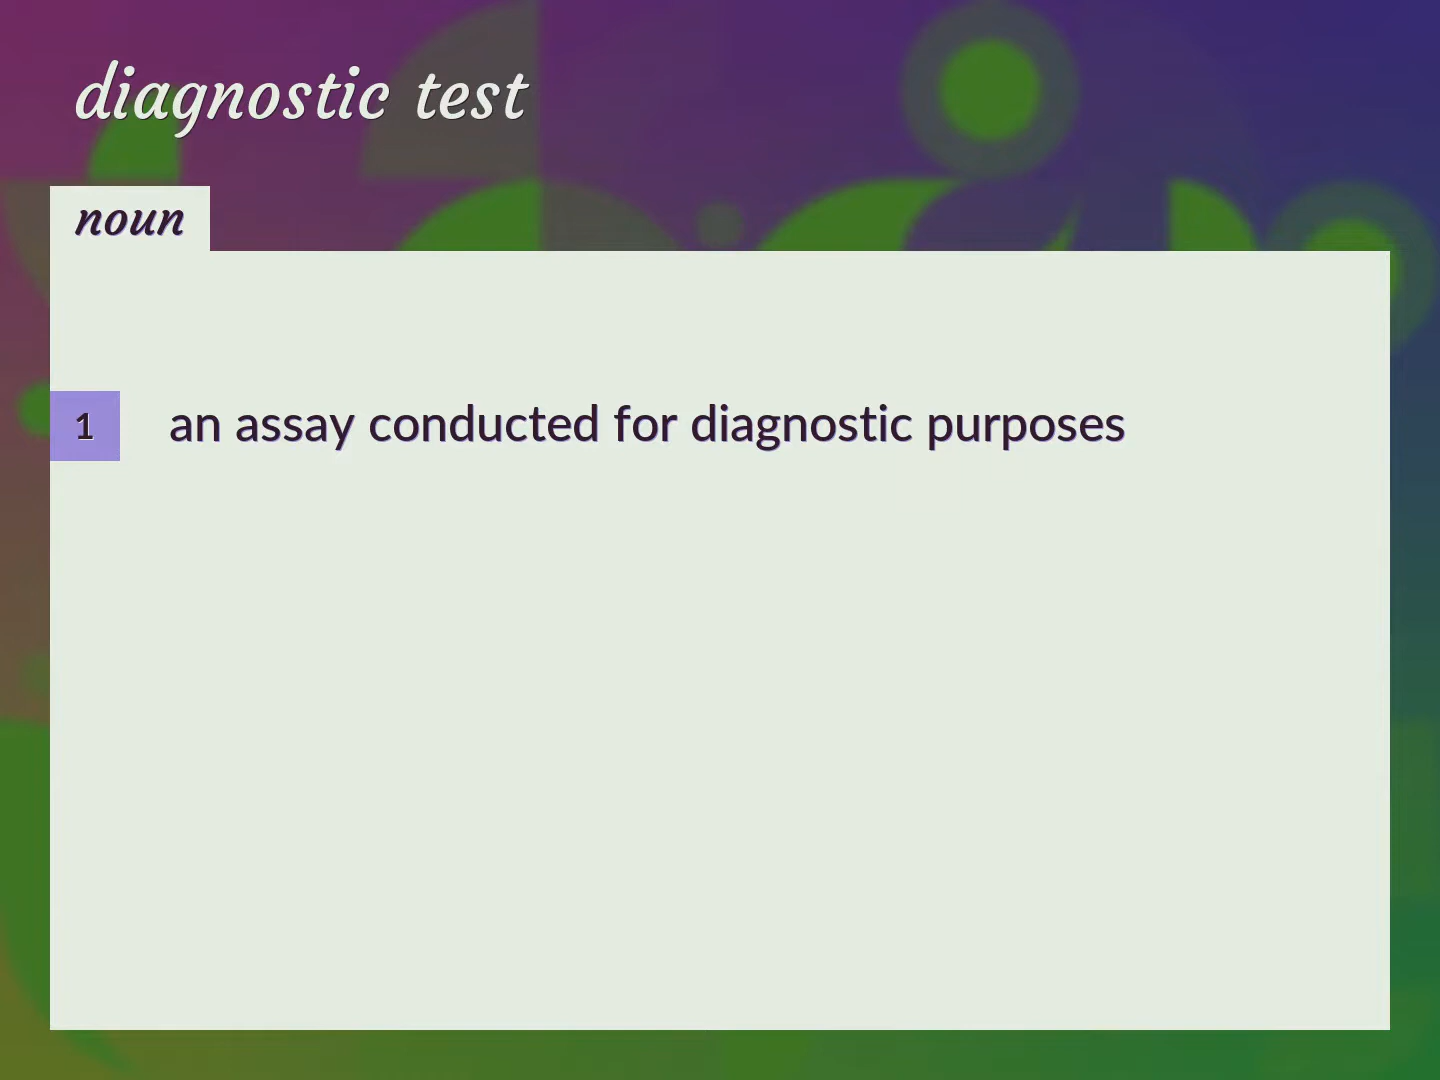 diagnostic test
noun
1 an assay conducted for diagnostic purposes